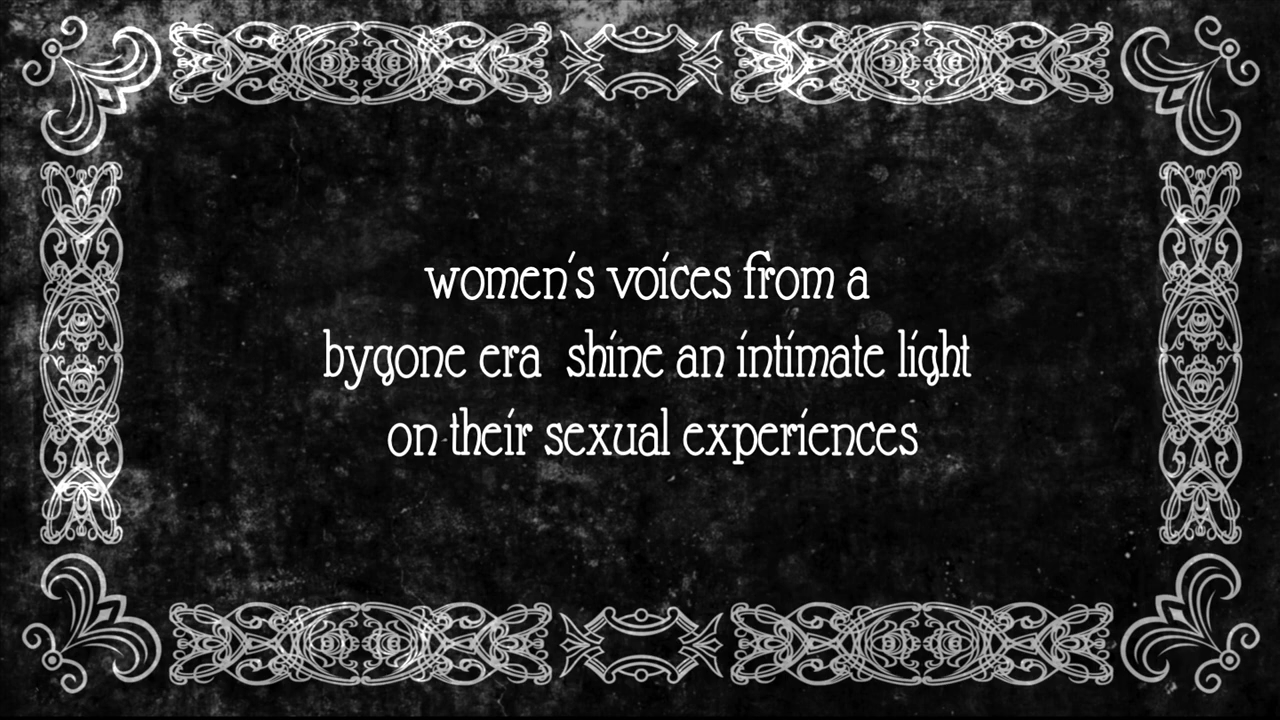 women's voices from a
bygone era shine an intimate light
on their sexual experiences